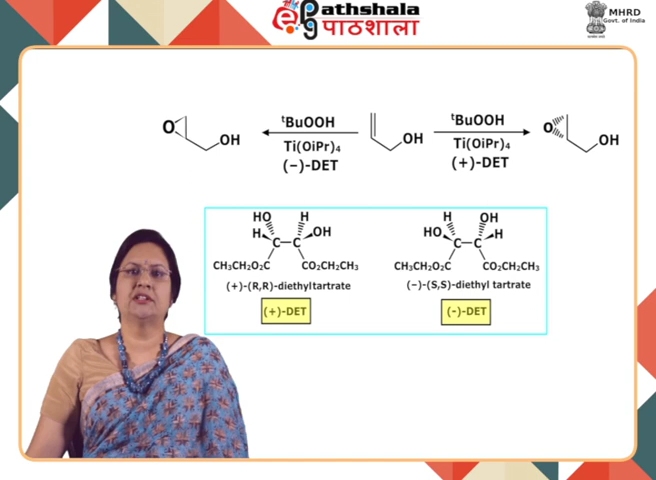 ePathshala
पाठशाला
MHRD
Govt. of India
O OH
ᵗBuOOH
Ti(OiPr)₄
(−)-DET
OH
ᵗBuOOH
Ti(OiPr)₄
(+)-DET
O OH
HO H
H OH
C–C
CH₃CH₂O₂C CO₂CH₂CH₃
(+)-(R,R)-diethyltartrate
(+)-DET
H OH
HO H
C–C
CH₃CH₂O₂C CO₂CH₂CH₃
(−)-(S,S)-diethyl tartrate
(-)-DET